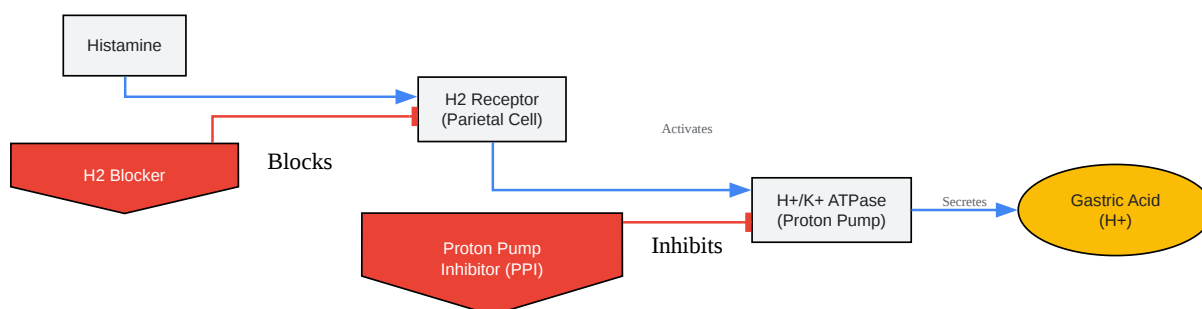 Histamine
H2 Receptor
(Parietal Cell)
Activates
H2 Blocker
Blocks
H+/K+ ATPase
(Proton Pump)
Secretes
Gastric Acid
(H+)
Proton Pump
Inhibitor (PPI)
Inhibits